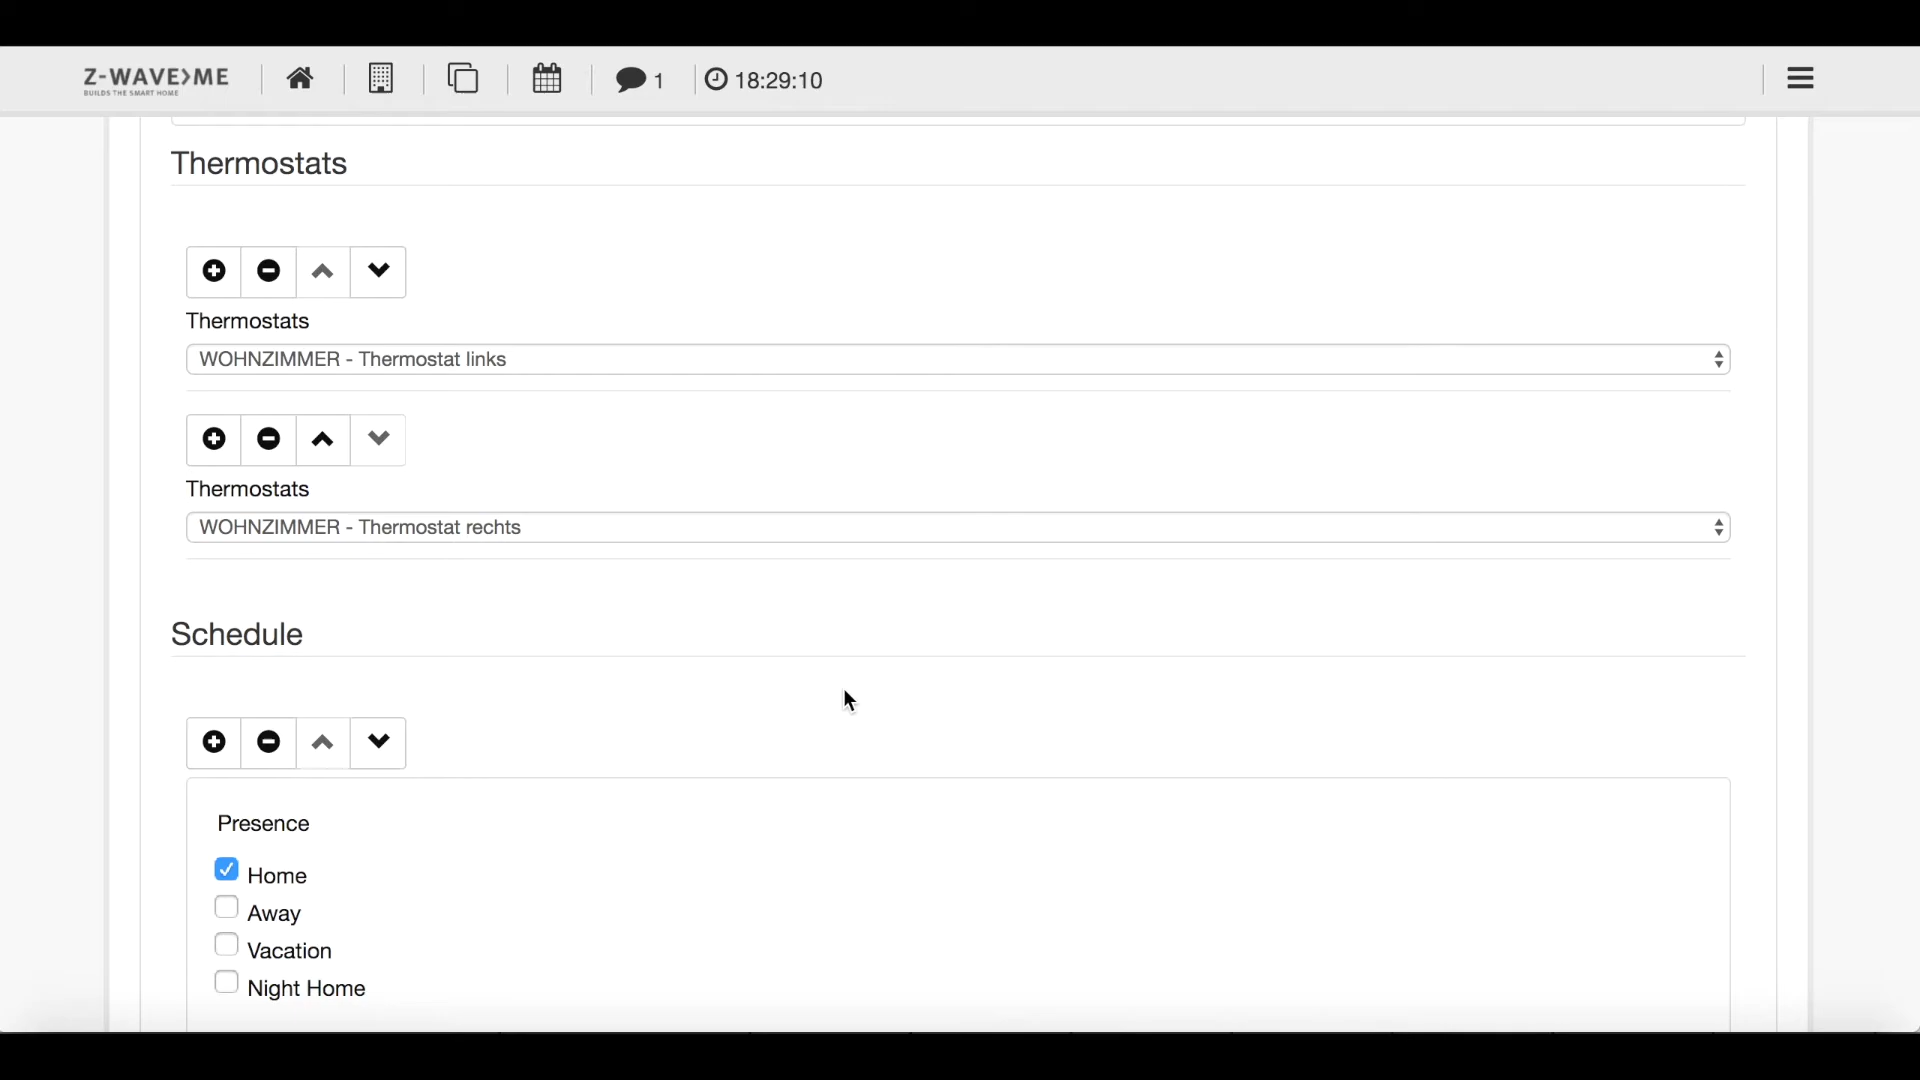 Z-WAVE>ME
BUILDS THE SMART HOME
1
18:29:10
Thermostats
Thermostats
WOHNZIMMER - Thermostat links
Thermostats
WOHNZIMMER - Thermostat rechts
Schedule
Presence
Home
Away
Vacation
Night Home